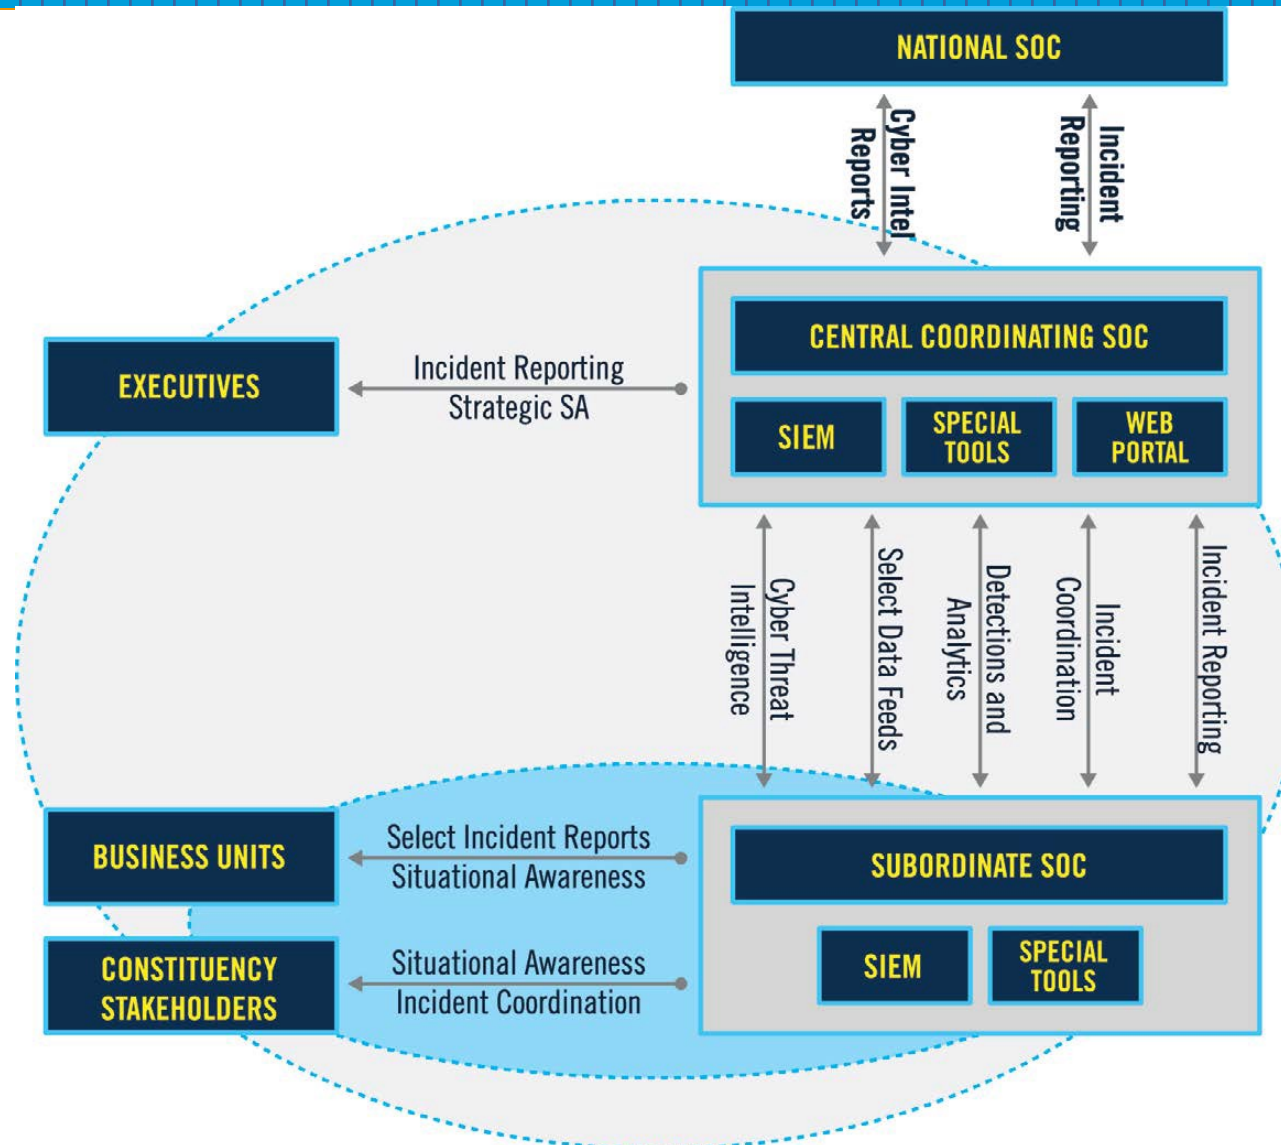 NATIONAL SOC
Cyber Intel
Reports
Incident
Reporting
CENTRAL COORDINATING SOC
EXECUTIVES
Incident Reporting
Strategic SA
SIEM
SPECIAL
TOOLS
WEB
PORTAL
Cyber Threat
Intelligence
Select Data Feeds
Detections and
Analytics
Incident
Coordination
Incident Reporting
BUSINESS UNITS
Select Incident Reports
Situational Awareness
SUBORDINATE SOC
CONSTITUENCY
STAKEHOLDERS
Situational Awareness
Incident Coordination
SIEM
SPECIAL
TOOLS